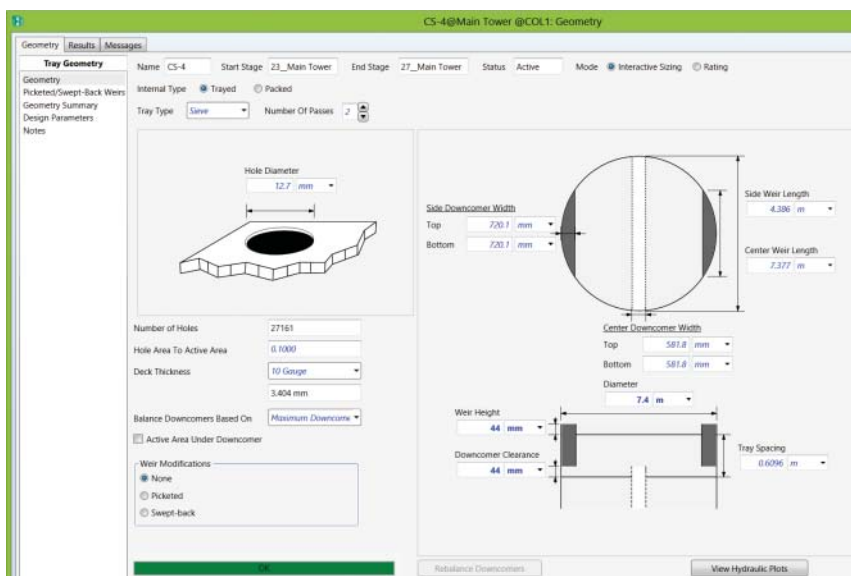 CS-4@Main Tower @COL1: Geometry
Geometry Results Messages
Tray Geometry
Geometry
Picketed/Swept-Back Weirs
Geometry Summary
Design Parameters
Notes
Name CS-4 Start Stage 23__Main Tower End Stage 27__Main Tower Status Active Mode Interactive Sizing Rating
Internal Type Trayed Packed
Tray Type Sieve Number Of Passes 2
Hole Diameter
12.7 mm
Number of Holes 27161
Hole Area To Active Area 0.1000
Deck Thickness 10 Gauge
3.404 mm
Balance Downcomers Based On Maximum Downcome
Active Area Under Downcomer
Weir Modifications
None
Picketed
Swept-back
OK
Side Downcomer Width
Top 720.1 mm
Bottom 720.1 mm
Side Weir Length
4.386 m
Center Weir Length
7.377 m
Center Downcomer Width
Top 581.8 mm
Bottom 581.8 mm
Diameter
7.4 m
Weir Height
44 mm
Downcomer Clearance
44 mm
Tray Spacing
0.6096 m
Rebalance Downcomers
View Hydraulic Plots